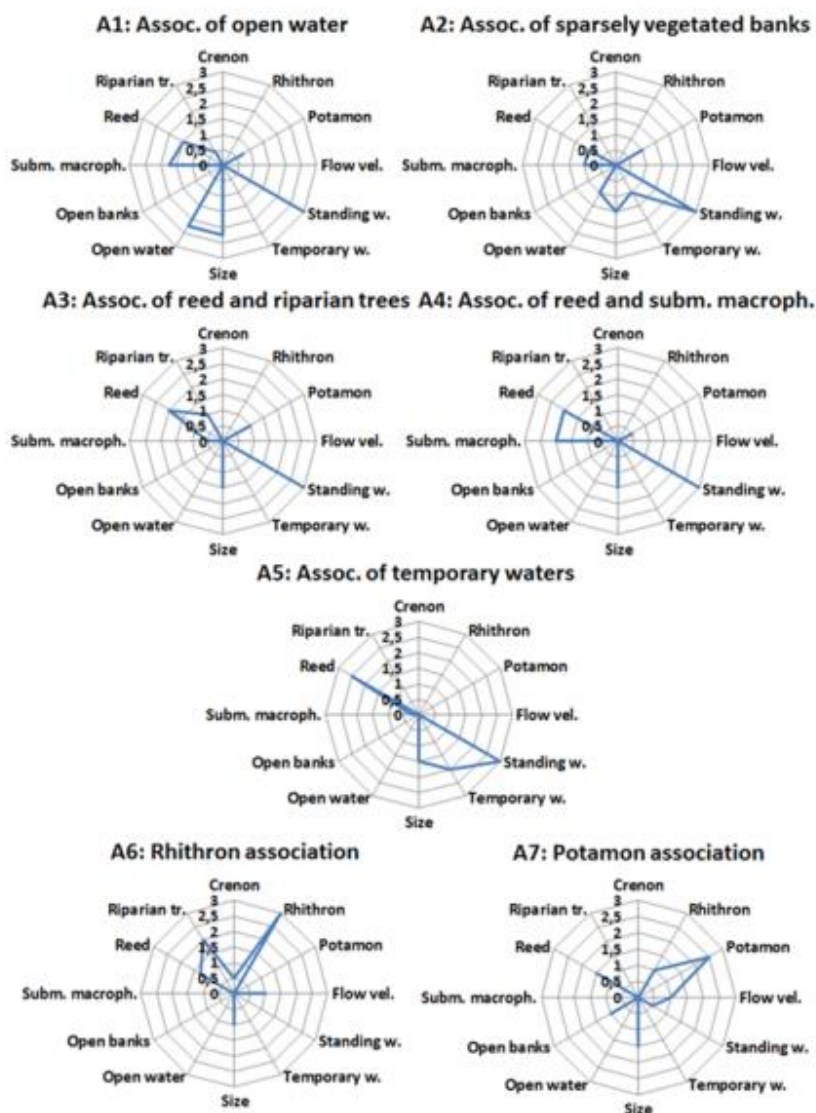 A1: Assoc. of open water
Crenon
3
2,5
2
1,5
1
0,5
0
Rhithron
Potamon
Flow vel.
Standing w.
Temporary w.
Size
Open water
Open banks
Subm. macroph.
Reed
Riparian tr.
A2: Assoc. of sparsely vegetated banks
Crenon
3
2,5
2
1,5
1
0,5
0
Rhithron
Potamon
Flow vel.
Standing w.
Temporary w.
Size
Open water
Open banks
Subm. macroph.
Reed
Riparian tr.
A3: Assoc. of reed and riparian trees
Crenon
3
2,5
2
1,5
1
0,5
0
Rhithron
Potamon
Flow vel.
Standing w.
Temporary w.
Size
Open water
Open banks
Subm. macroph.
Reed
Riparian tr.
A4: Assoc. of reed and subm. macroph.
Crenon
3
2,5
2
1,5
1
0,5
0
Rhithron
Potamon
Flow vel.
Standing w.
Temporary w.
Size
Open water
Open banks
Subm. macroph.
Reed
Riparian tr.
A5: Assoc. of temporary waters
Crenon
3
2,5
2
1,5
1
0,5
0
Rhithron
Potamon
Flow vel.
Standing w.
Temporary w.
Size
Open water
Open banks
Subm. macroph.
Reed
Riparian tr.
A6: Rhithron association
Crenon
3
2,5
2
1,5
1
0,5
0
Rhithron
Potamon
Flow vel.
Standing w.
Temporary w.
Size
Open water
Open banks
Subm. macroph.
Reed
Riparian tr.
A7: Potamon association
Crenon
3
2,5
2
1,5
1
0,5
0
Rhithron
Potamon
Flow vel.
Standing w.
Temporary w.
Size
Open water
Open banks
Subm. macroph.
Reed
Riparian tr.